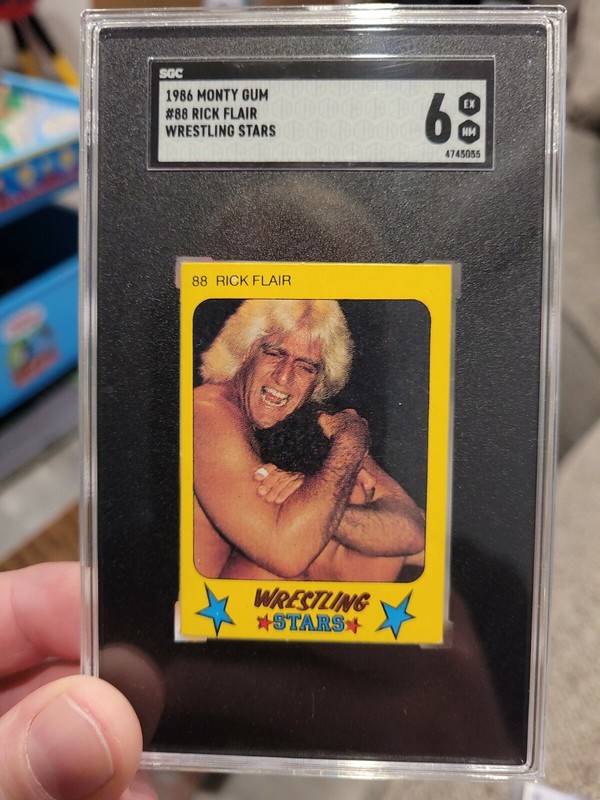 SGC
1986 MONTY GUM
#88 RICK FLAIR
WRESTLING STARS
6
EX
NM
4745055
88 RICK FLAIR
WRESTLING
STARS